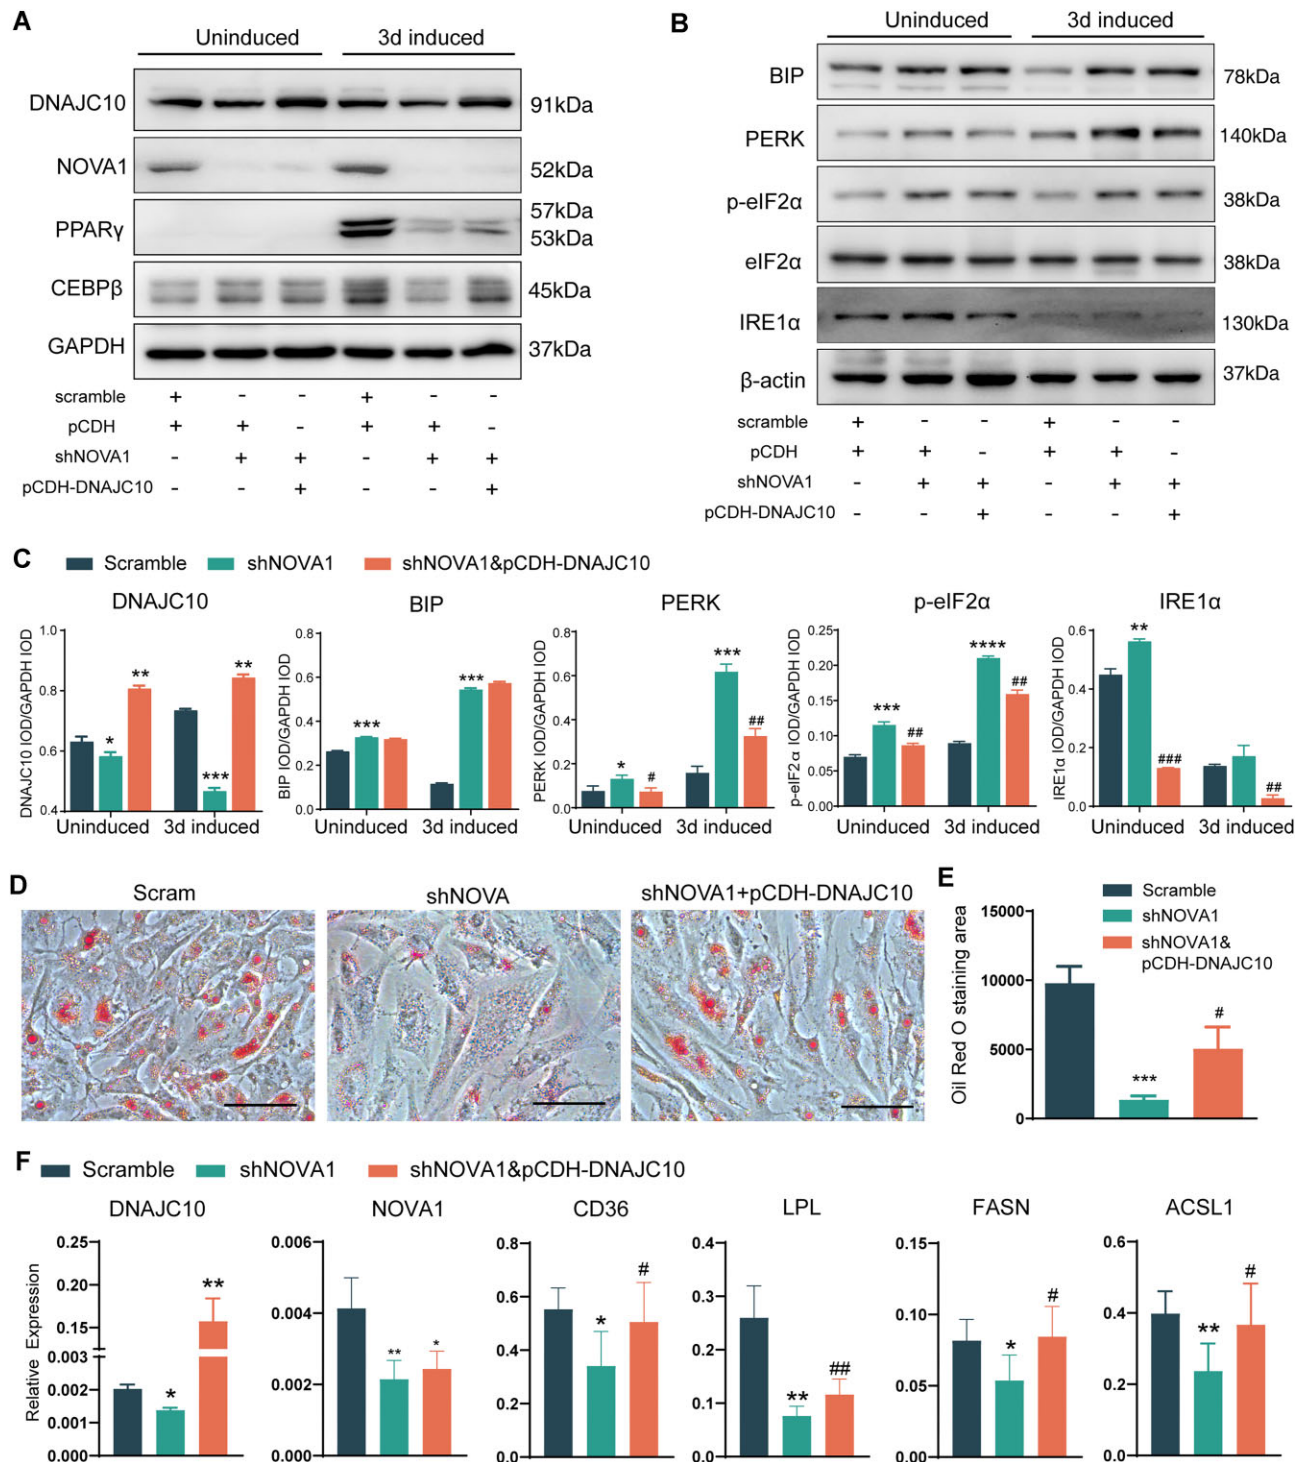 A
Uninduced 3d induced
DNAJC10 91kDa
NOVA1 52kDa
PPARγ 57kDa
53kDa
CEBPβ 45kDa
GAPDH 37kDa
scramble + - - + - -
pCDH + + - + + -
shNOVA1 - + + - + +
pCDH-DNAJC10 - - + - - +
B
Uninduced 3d induced
BIP 78kDa
PERK 140kDa
p-eIF2α 38kDa
eIF2α 38kDa
IRE1α 130kDa
β-actin 37kDa
scramble + - - + - -
pCDH + + - + + -
shNOVA1 - + + - + +
pCDH-DNAJC10 - - + - - +
C Scramble shNOVA1 shNOVA1&pCDH-DNAJC10
DNAJC10
DNAJC10 IOD/GAPDH IOD
1.0
0.8
0.6
0.4
* ** *** **
Uninduced 3d induced
BIP
BIP IOD/GAPDH IOD
0.8
0.6
0.4
0.2
0.0
*** ***
Uninduced 3d induced
PERK
PERK IOD/GAPDH IOD
0.8
0.6
0.4
0.2
0.0
* # *** ##
Uninduced 3d induced
p-eIF2α
p-eIF2α IOD/GAPDH IOD
0.25
0.20
0.15
0.10
0.05
0.00
*** ## **** ##
Uninduced 3d induced
IRE1α
IRE1α IOD/GAPDH IOD
0.6
0.4
0.2
0.0
** ### ##
Uninduced 3d induced
D
Scram shNOVA shNOVA1+pCDH-DNAJC10
E
Scramble
shNOVA1
shNOVA1&
pCDH-DNAJC10
Oil Red O staining area
15000
10000
5000
0
*** #
F Scramble shNOVA1 shNOVA1&pCDH-DNAJC10
DNAJC10
Relative Expression
0.25
0.20
0.15
0.003
0.002
0.001
0.000
* **
NOVA1
0.006
0.004
0.002
0.000
** *
CD36
0.8
0.6
0.4
0.2
0.0
* #
LPL
0.4
0.3
0.2
0.1
0.0
** ##
FASN
0.15
0.10
0.05
0.00
* #
ACSL1
0.6
0.4
0.2
0.0
** #